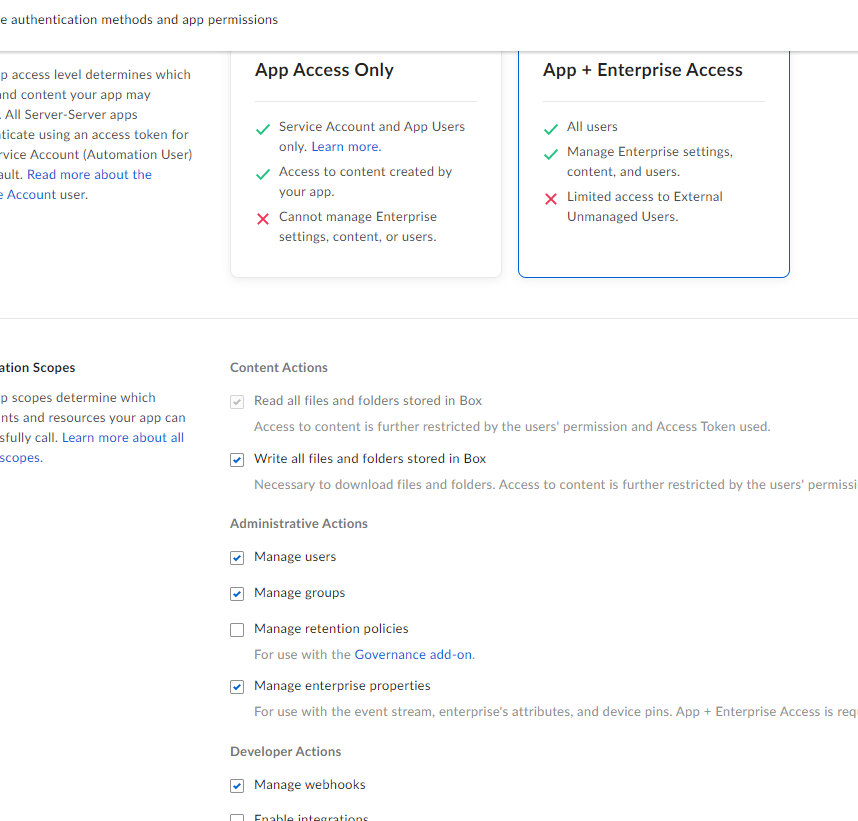 e authentication methods and app permissions
p access level determines which
nd content your app may
. All Server-Server apps
nticate using an access token for
rvice Account (Automation User)
ault. Read more about the
e Account user.
App Access Only
Service Account and App Users
only. Learn more.
Access to content created by
your app.
Cannot manage Enterprise
settings, content, or users.
App + Enterprise Access
All users
Manage Enterprise settings,
content, and users.
Limited access to External
Unmanaged Users.
ation Scopes
p scopes determine which
nts and resources your app can
sfully call. Learn more about all
scopes.
Content Actions
Read all files and folders stored in Box
Access to content is further restricted by the users' permission and Access Token used.
Write all files and folders stored in Box
Necessary to download files and folders. Access to content is further restricted by the users' permissi
Administrative Actions
Manage users
Manage groups
Manage retention policies
For use with the Governance add-on.
Manage enterprise properties
For use with the event stream, enterprise's attributes, and device pins. App + Enterprise Access is requ
Developer Actions
Manage webhooks
Enable integrations